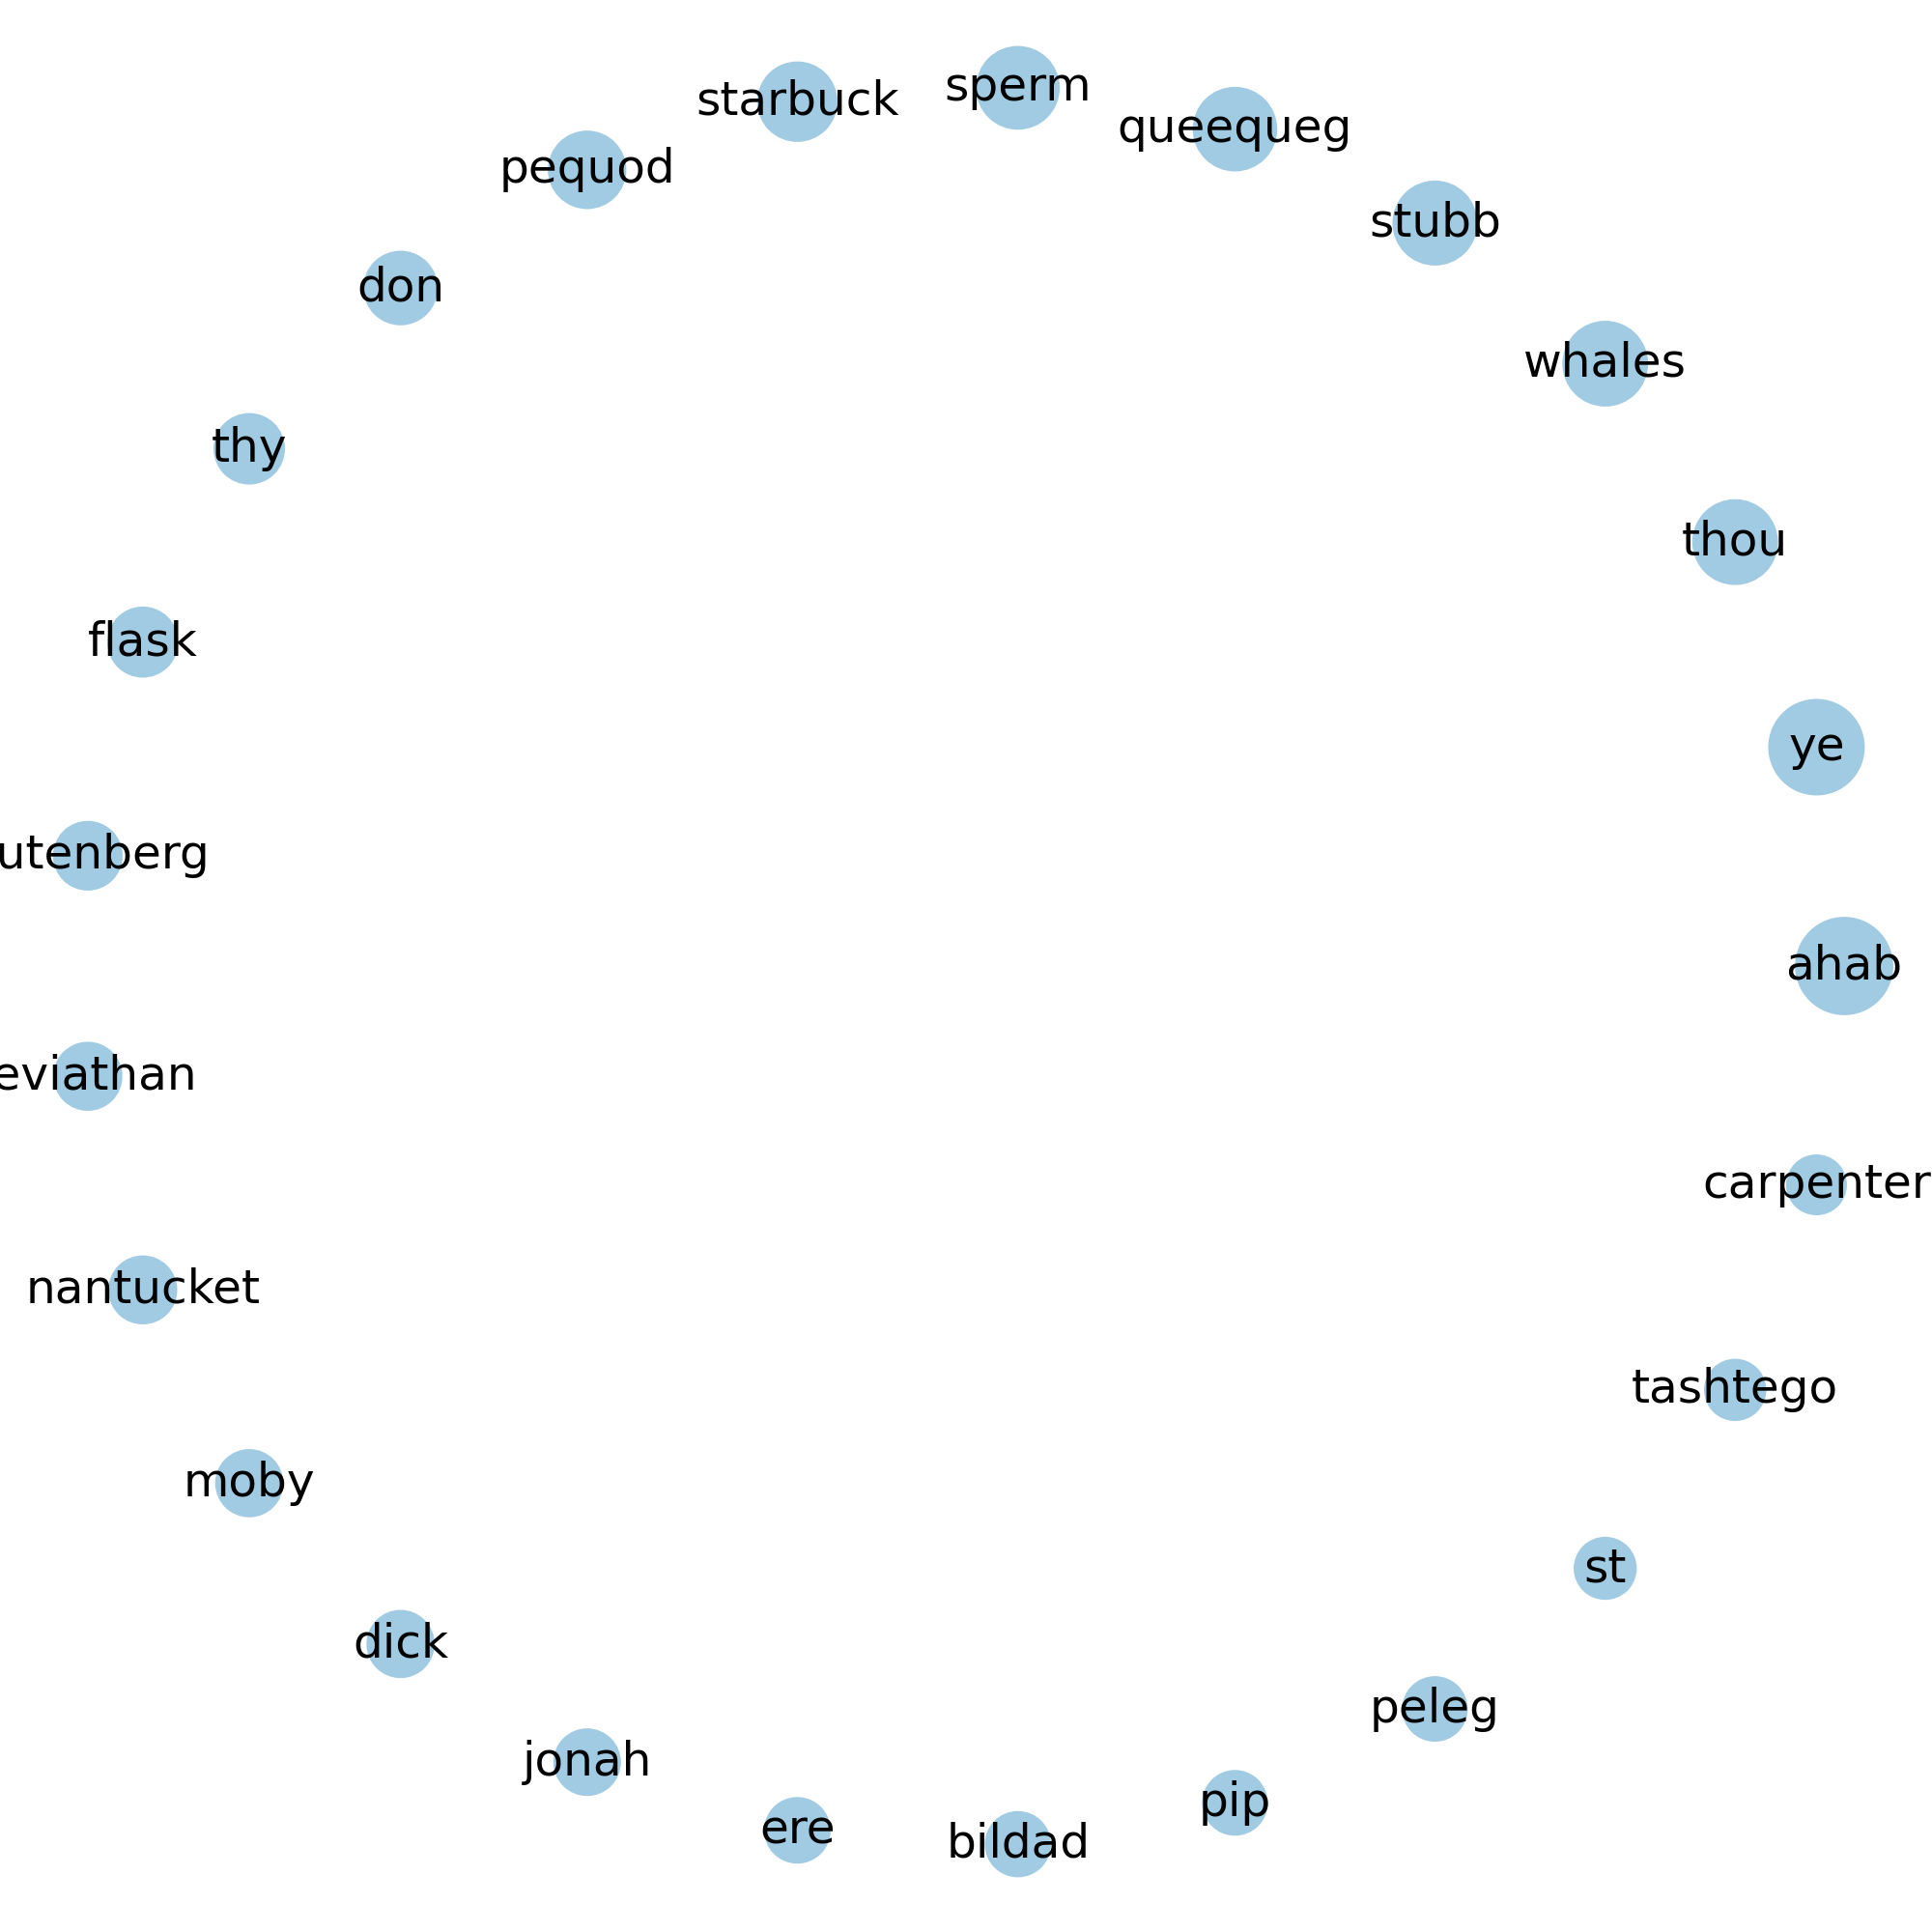 sperm
starbuck
queequeg
pequod
stubb
don
whales
thy
thou
flask
ye
utenberg
ahab
eviathan
carpenter
nantucket
tashtego
moby
st
dick
peleg
jonah
pip
ere
bildad